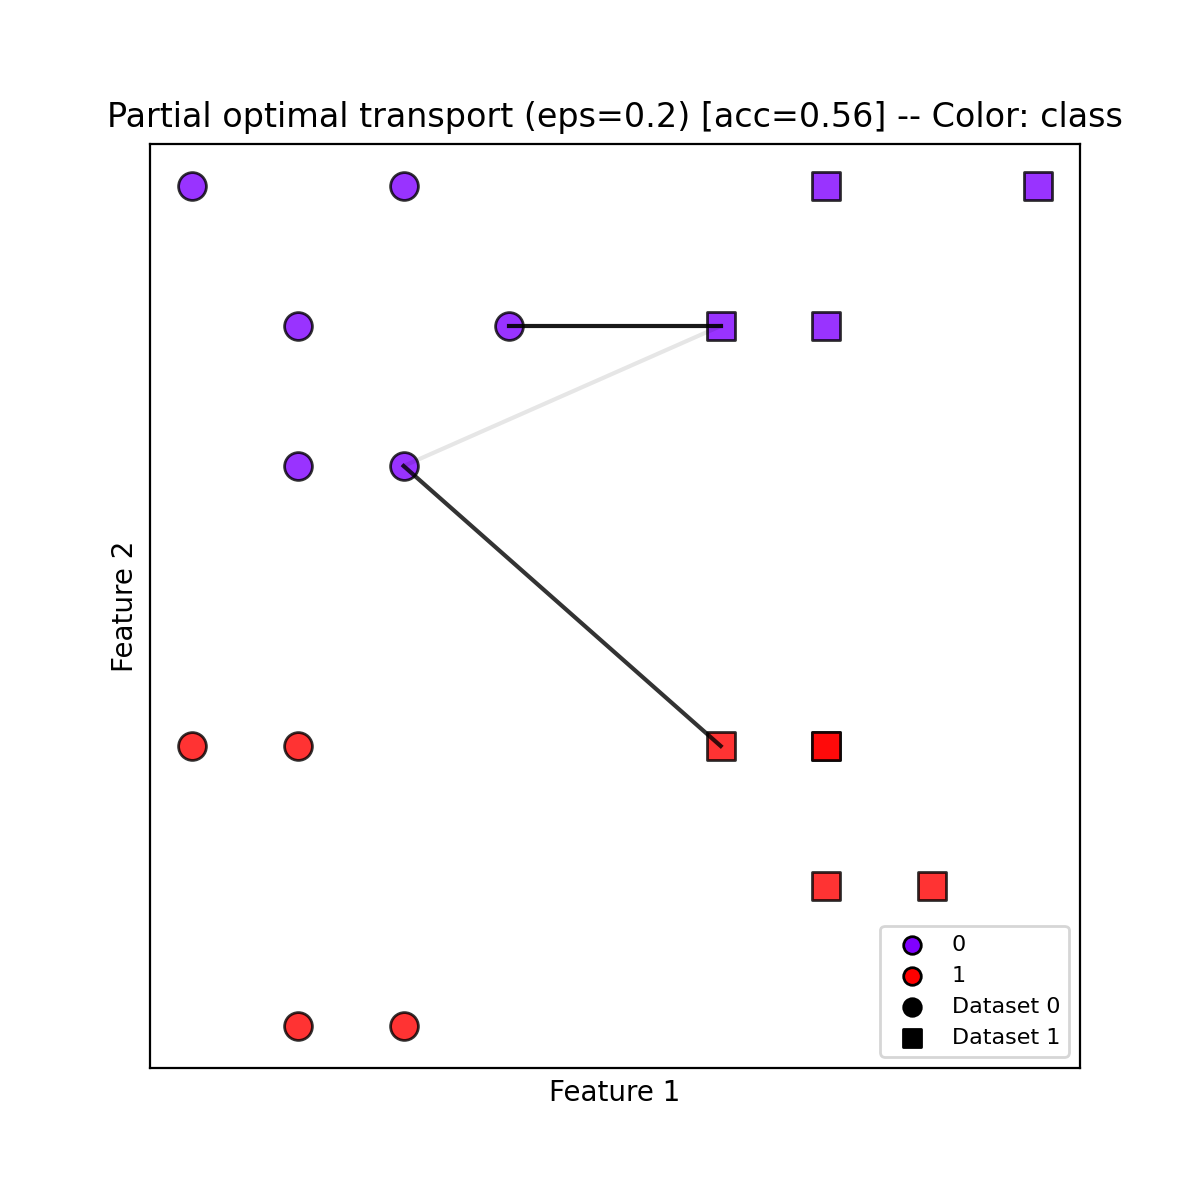 Partial optimal transport (eps=0.2) [acc=0.56] -- Color: class
Feature 2
0
1
Dataset 0
Dataset 1
Feature 1